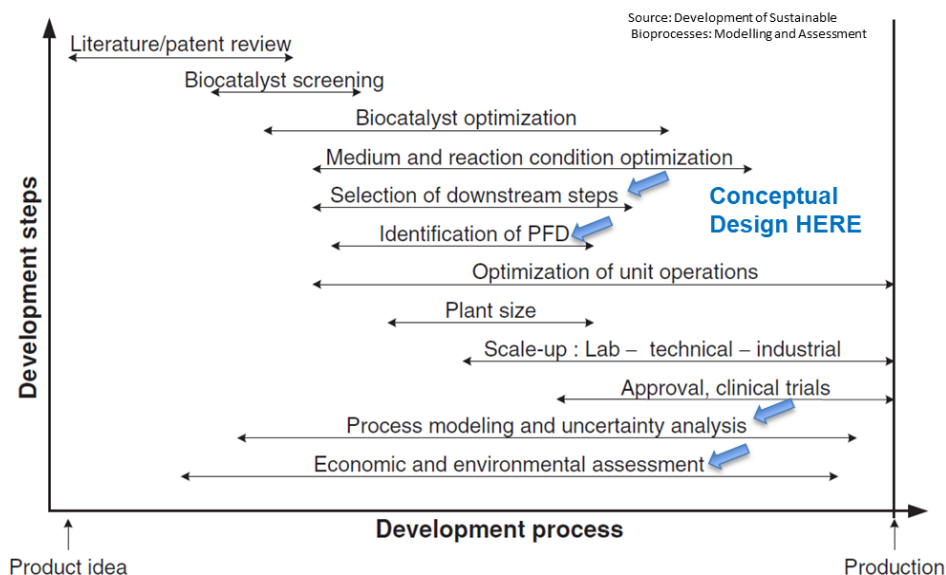 Source: Development of Sustainable
Bioprocesses: Modelling and Assessment
Literature/patent review
Biocatalyst screening
Biocatalyst optimization
Medium and reaction condition optimization
Selection of downstream steps
Conceptual
Design HERE
Identification of PFD
Optimization of unit operations
Plant size
Scale-up : Lab – technical – industrial
Approval, clinical trials
Process modeling and uncertainty analysis
Economic and environmental assessment
Development steps
Development process
Product idea
Production